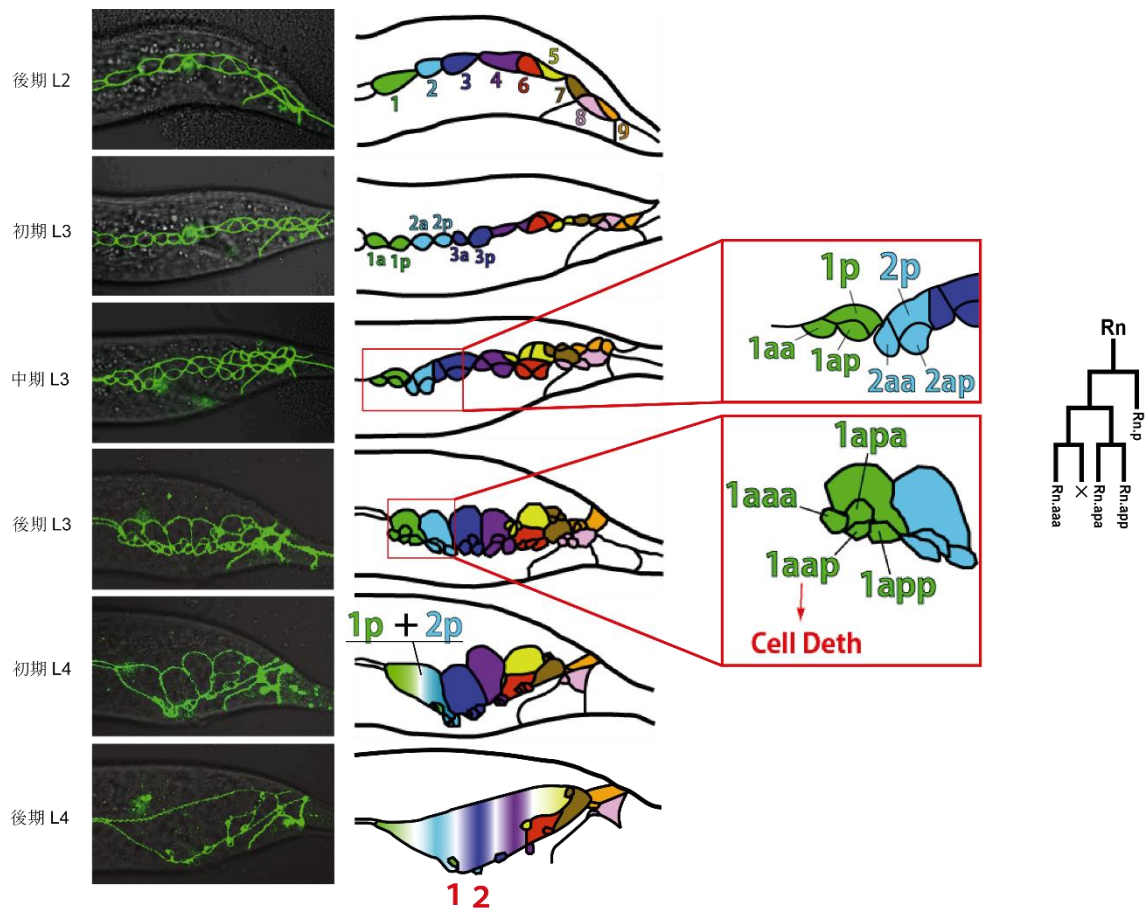 後期 L2
1
2
3
4
6
5
7
8
9
初期 L3
2a 2p
1a 1p
3a 3p
中期 L3
1p
2p
1aa
1ap
2aa 2ap
Rn
Rn.p
Rn.aaa
×
Rn.apa
Rn.app
後期 L3
1apa
1aaa
1aap
1app
Cell Deth
初期 L4
1p + 2p
後期 L4
1 2